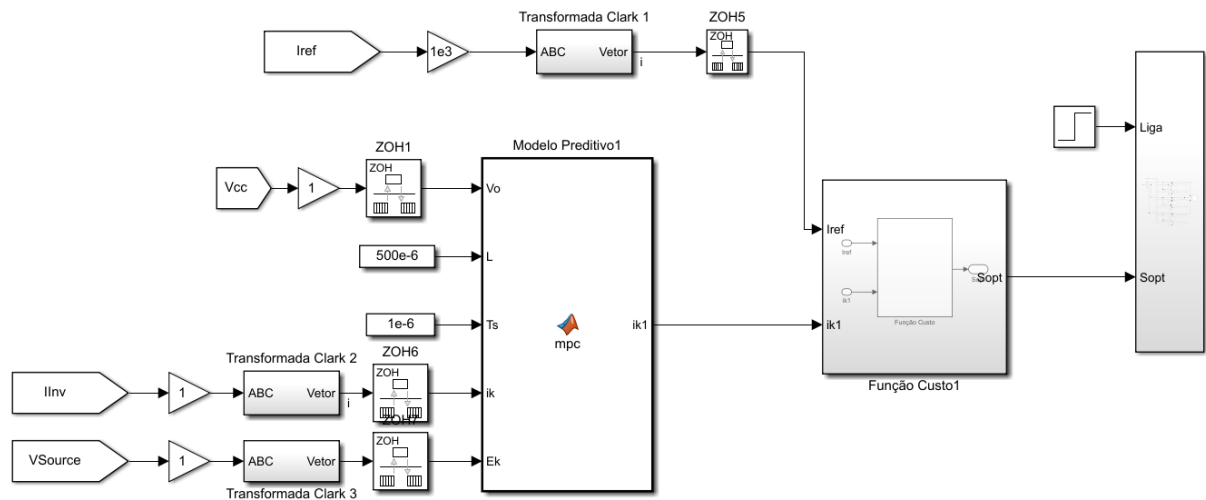 Transformada Clark 1
ZOH5
Iref
1e3
ABC
Vetor
i
ZOH
Modelo Preditivo1
Liga
ZOH1
ZOH
Vcc
1
Vo
500e-6
L
1e-6
Ts
mpc
ik1
Iref
Iref
ik1
ik1
Função Custo
Sopt
Função Custo1
Sopt
Transformada Clark 2
ZOH6
ZOH
IInv
1
ABC
Vetor
i
ik
ZOH7
ZOH
VSource
1
ABC
Vetor
Ek
Transformada Clark 3